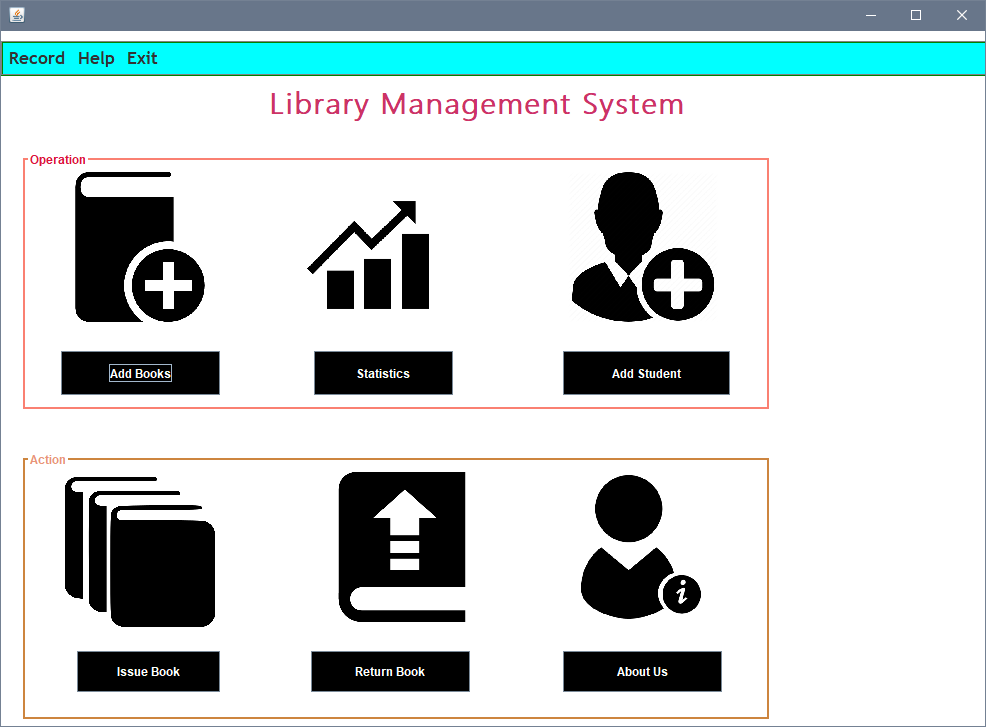 Record Help Exit
Library Management System
Operation
Add Books
Statistics
Add Student
Action
i
Issue Book
Return Book
About Us